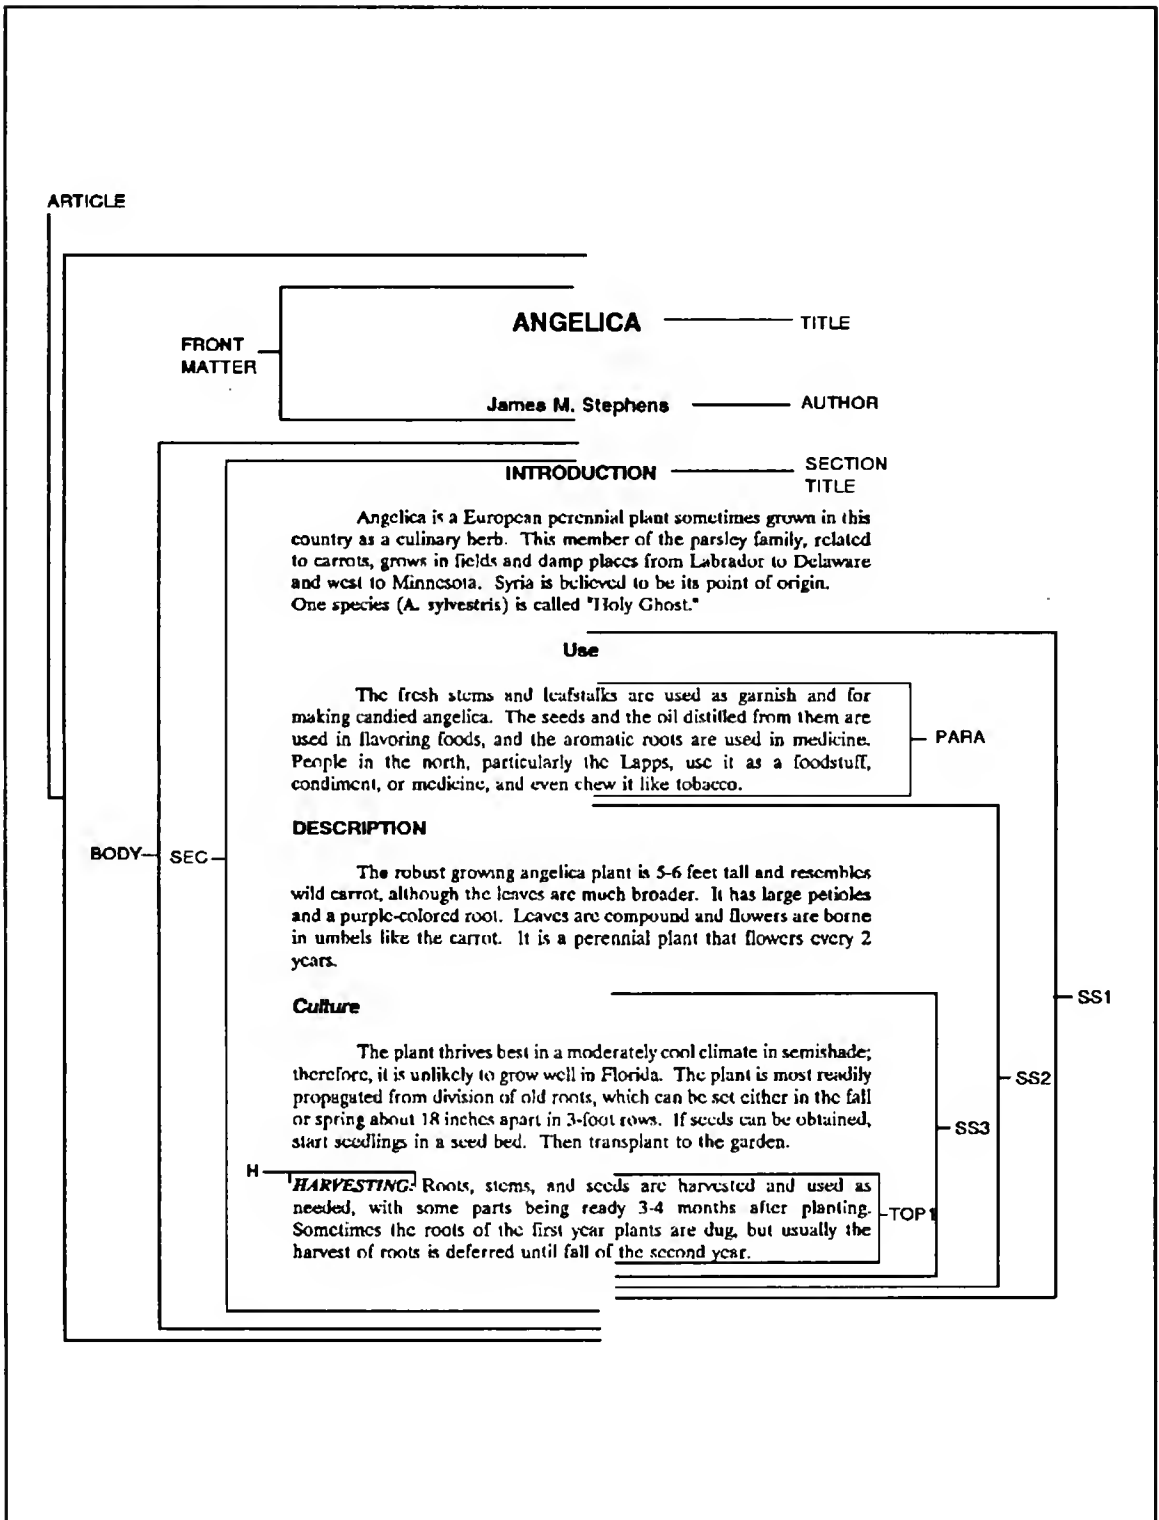 ARTICLE
ANGELICA
TITLE
FRONT
MATTER
James M. Stephens
AUTHOR
INTRODUCTION
SECTION
TITLE
Angelica is a European perennial plant sometimes grown in this
country as a culinary herb. This member of the parsley family, related
to carrots, grows in fields and damp places from Labrador to Delaware
and west to Minnesota. Syria is believed to be its point of origin.
One species (A. sylvestris) is called "Holy Ghost."
Use
The fresh stems and leafstalks are used as garnish and for
making candied angelica. The seeds and the oil distilled from them are
used in flavoring foods, and the aromatic roots are used in medicine.
People in the north, particularly the Lapps, use it as a foodstuff,
condiment, or medicine, and even chew it like tobacco.
PARA
DESCRIPTION
BODY
SEC
The robust growing angelica plant is 5-6 feet tall and resembles
wild carrot, although the leaves are much broader. It has large petioles
and a purple-colored root. Leaves are compound and flowers are borne
in umbels like the carrot. It is a perennial plant that flowers every 2
years.
SS1
Culture
The plant thrives best in a moderately cool climate in semishade;
therefore, it is unlikely to grow well in Florida. The plant is most readily
propagated from division of old roots, which can be set either in the fall
or spring about 18 inches apart in 3-foot rows. If seeds can be obtained,
start seedlings in a seed bed. Then transplant to the garden.
SS2
SS3
H
HARVESTING: Roots, stems, and seeds are harvested and used as
needed, with some parts being ready 3-4 months after planting.
Sometimes the roots of the first year plants are dug, but usually the
harvest of roots is deferred until fall of the second year.
TOP1